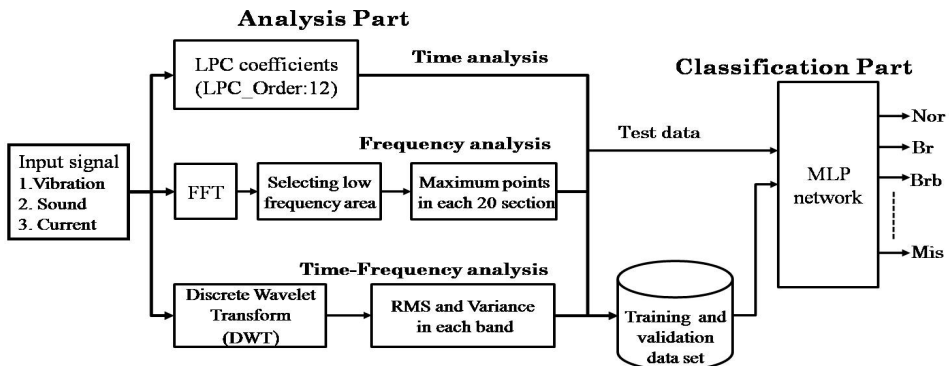 Analysis Part
LPC coefficients
(LPC_Order:12)
Time analysis
Classification Part
Input signal
1.Vibration
2. Sound
3. Current
Frequency analysis
FFT
Selecting low
frequency area
Maximum points
in each 20 section
Test data
MLP
network
Nor
Br
Brb
Mis
Time-Frequency analysis
Discrete Wavelet
Transform
(DWT)
RMS and Variance
in each band
Training and
validation
data set